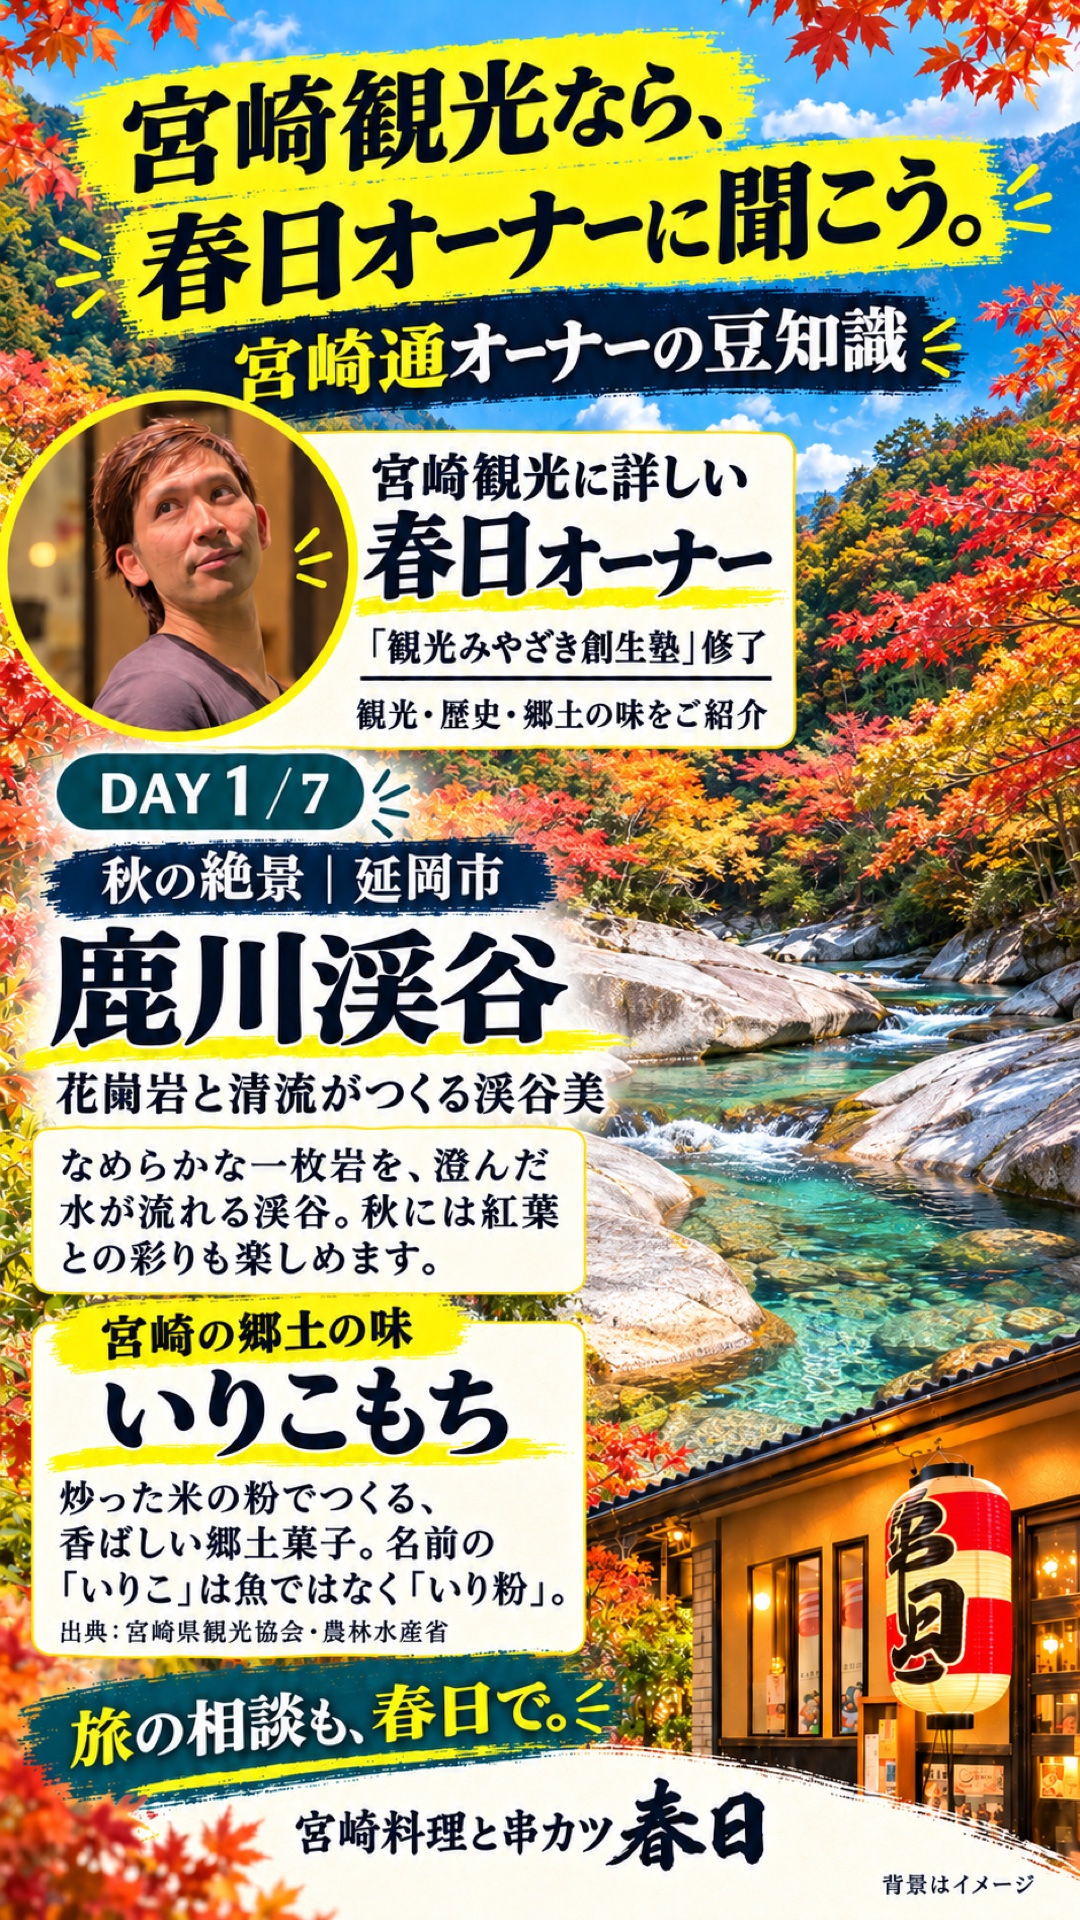 宮崎観光なら、
春日オーナーに聞こう。
宮崎通オーナーの豆知識
宮崎観光に詳しい
春日オーナー
「観光みやざき創生塾」修了
観光・歴史・郷土の味をご紹介
DAY 1/7
秋の絶景｜延岡市
鹿川渓谷
花崗岩と清流がつくる渓谷美
なめらかな一枚岩を、澄んだ
水が流れる渓谷。秋には紅葉
との彩りも楽しめます。
宮崎の郷土の味
いりこもち
炒った米の粉でつくる、
香ばしい郷土菓子。名前の
「いりこ」は魚ではなく「いり粉」。
出典：宮崎県観光協会・農林水産省
旅の相談も、春日で。
宮崎料理と串カツ 春日
背景はイメージ